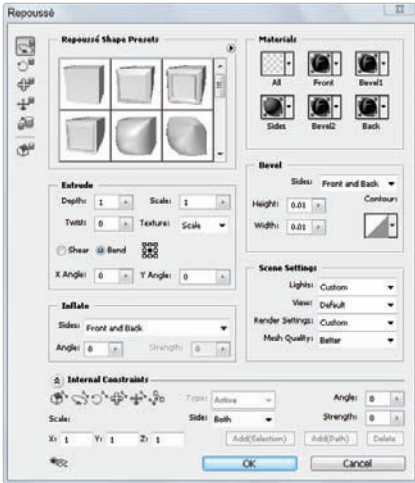 Repoussé
Repoussé Shape Presets
Materials
All
Front
Bevel1
Sides
Bevel2
Back
Extrude
Depth: 1
Scale: 1
Twist: 0
Texture: Scale
Shear
Bend
X Angle: 0
Y Angle: 0
Bevel
Sides: Front and Back
Height: 0.01
Contour:
Width: 0.01
Inflate
Sides: Front and Back
Angle: 0
Strength: 0
Scene Settings
Lights: Custom
View: Default
Render Settings: Custom
Mesh Quality: Better
Internal Constraints
Type: Active
Angle: 0
Scale:
Side: Both
Strength: 0
X: 1 Y: 1 Z: 1
Add(Selection)
Add(Path)
Delete
OK
Cancel